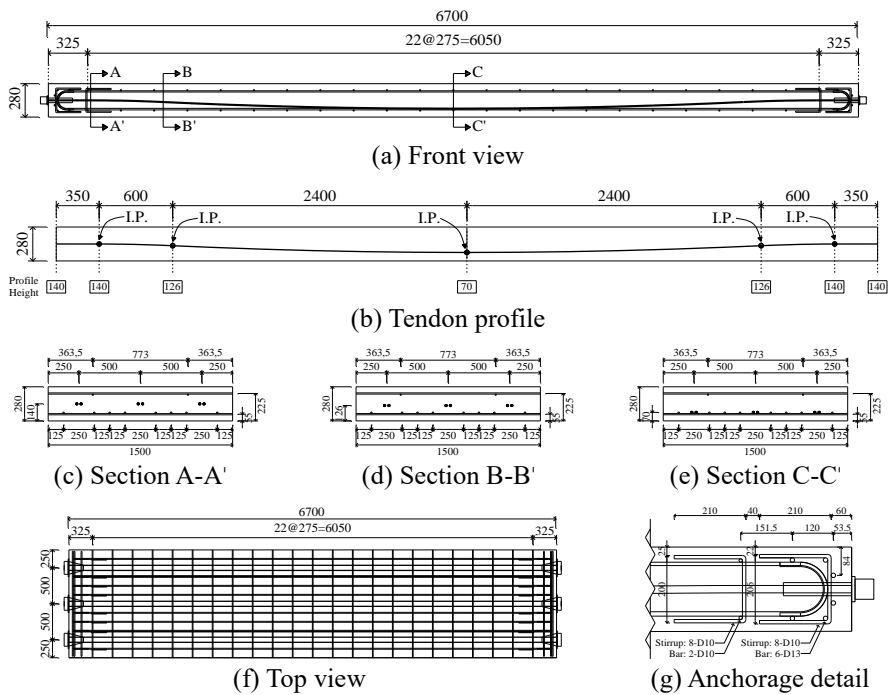 6700
325 22@275=6050 325
A B C
280
A' B' C'
(a) Front view
350 600 2400 2400 600 350
I.P. I.P. I.P. I.P. I.P.
280
Profile Height 140 140 126 70 126 140 140
(b) Tendon profile
363.5 773 363.5
250 500 500 250
280 140 55 225
125 250 125 125 250 125 125 250 125
1500
(c) Section A-A'
363.5 773 363.5
250 500 500 250
280 26 55 225
125 250 125 125 250 125 125 250 125
1500
(d) Section B-B'
363.5 773 363.5
250 500 500 250
280 70 55 225
125 250 125 125 250 125 125 250 125
1500
(e) Section C-C'
6700
325 22@275=6050 325
250 500 500 250
(f) Top view
210 40 210 60
151.5 120 53.5
25 84
200 205
Stirrup: 8-D10 Stirrup: 8-D10
Bar: 2-D10 Bar: 6-D13
(g) Anchorage detail